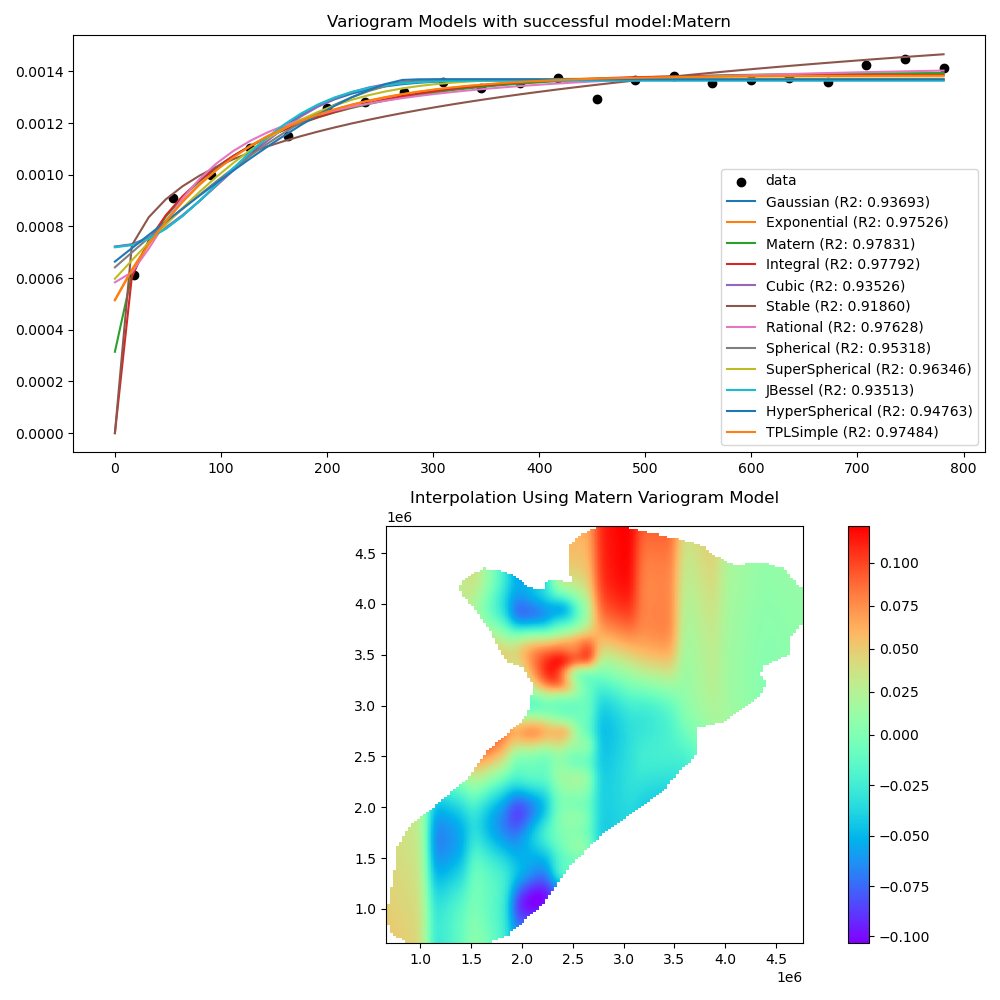 Variogram Models with successful model:Matern
0.0014
0.0012
0.0010
0.0008
0.0006
0.0004
0.0002
0.0000
data
Gaussian (R2: 0.93693)
Exponential (R2: 0.97526)
Matern (R2: 0.97831)
Integral (R2: 0.97792)
Cubic (R2: 0.93526)
Stable (R2: 0.91860)
Rational (R2: 0.97628)
Spherical (R2: 0.95318)
SuperSpherical (R2: 0.96346)
JBessel (R2: 0.93513)
HyperSpherical (R2: 0.94763)
TPLSimple (R2: 0.97484)
0 100 200 300 400 500 600 700 800
Interpolation Using Matern Variogram Model
1e6
4.5
4.0
3.5
3.0
2.5
2.0
1.5
1.0
1.0 1.5 2.0 2.5 3.0 3.5 4.0 4.5
1e6
0.100
0.075
0.050
0.025
0.000
−0.025
−0.050
−0.075
−0.100